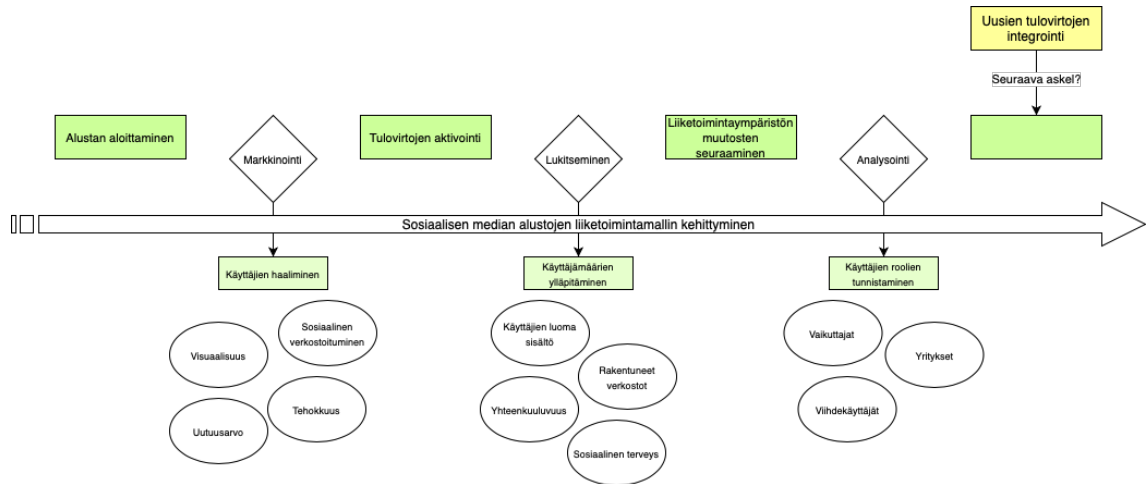 Uusien tulovirtojen
integrointi
Seuraava askel?
Alustan aloittaminen
Markkinointi
Tulovirtojen aktivointi
Lukitseminen
Liiketoimintaympäristön
muutosten
seuraaminen
Analysointi
Sosiaalisen median alustojen liiketoimintamallin kehittyminen
Käyttäjien haaliminen
Käyttäjämäärien
ylläpitäminen
Käyttäjien roolien
tunnistaminen
Visuaalisuus
Sosiaalinen
verkostoituminen
Uutuusarvo
Tehokkuus
Käyttäjien luoma
sisältö
Rakentuneet
verkostot
Yhteenkuuluvuus
Sosiaalinen terveys
Vaikuttajat
Yritykset
Viihdekäyttäjät